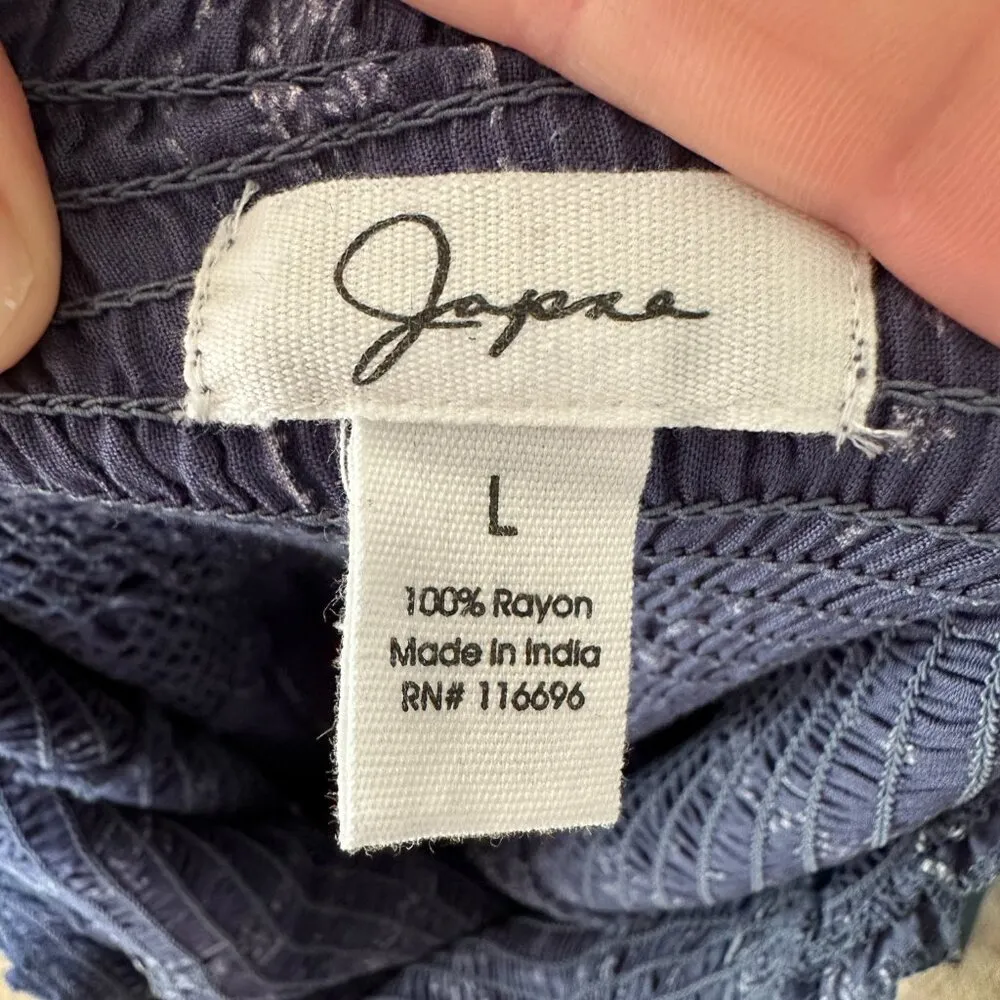 Japna
L
100% Rayon
Made in India
RN# 116696